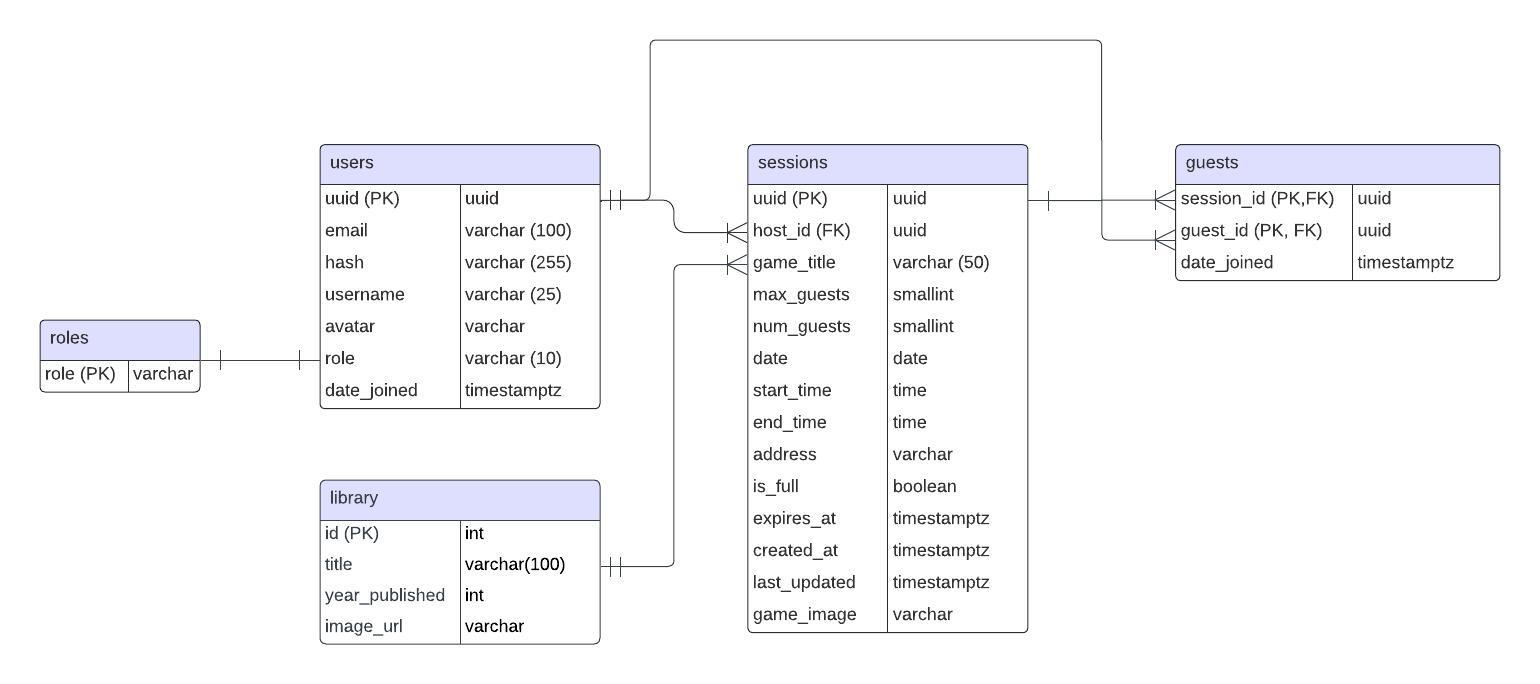 users
uuid (PK) uuid
email varchar (100)
hash varchar (255)
username varchar (25)
avatar varchar
role varchar (10)
date_joined timestamptz
sessions
uuid (PK) uuid
host_id (FK) uuid
game_title varchar (50)
max_guests smallint
num_guests smallint
date date
start_time time
end_time time
address varchar
is_full boolean
expires_at timestamptz
created_at timestamptz
last_updated timestamptz
game_image varchar
guests
session_id (PK,FK) uuid
guest_id (PK, FK) uuid
date_joined timestamptz
roles
role (PK) varchar
library
id (PK) int
title varchar(100)
year_published int
image_url varchar